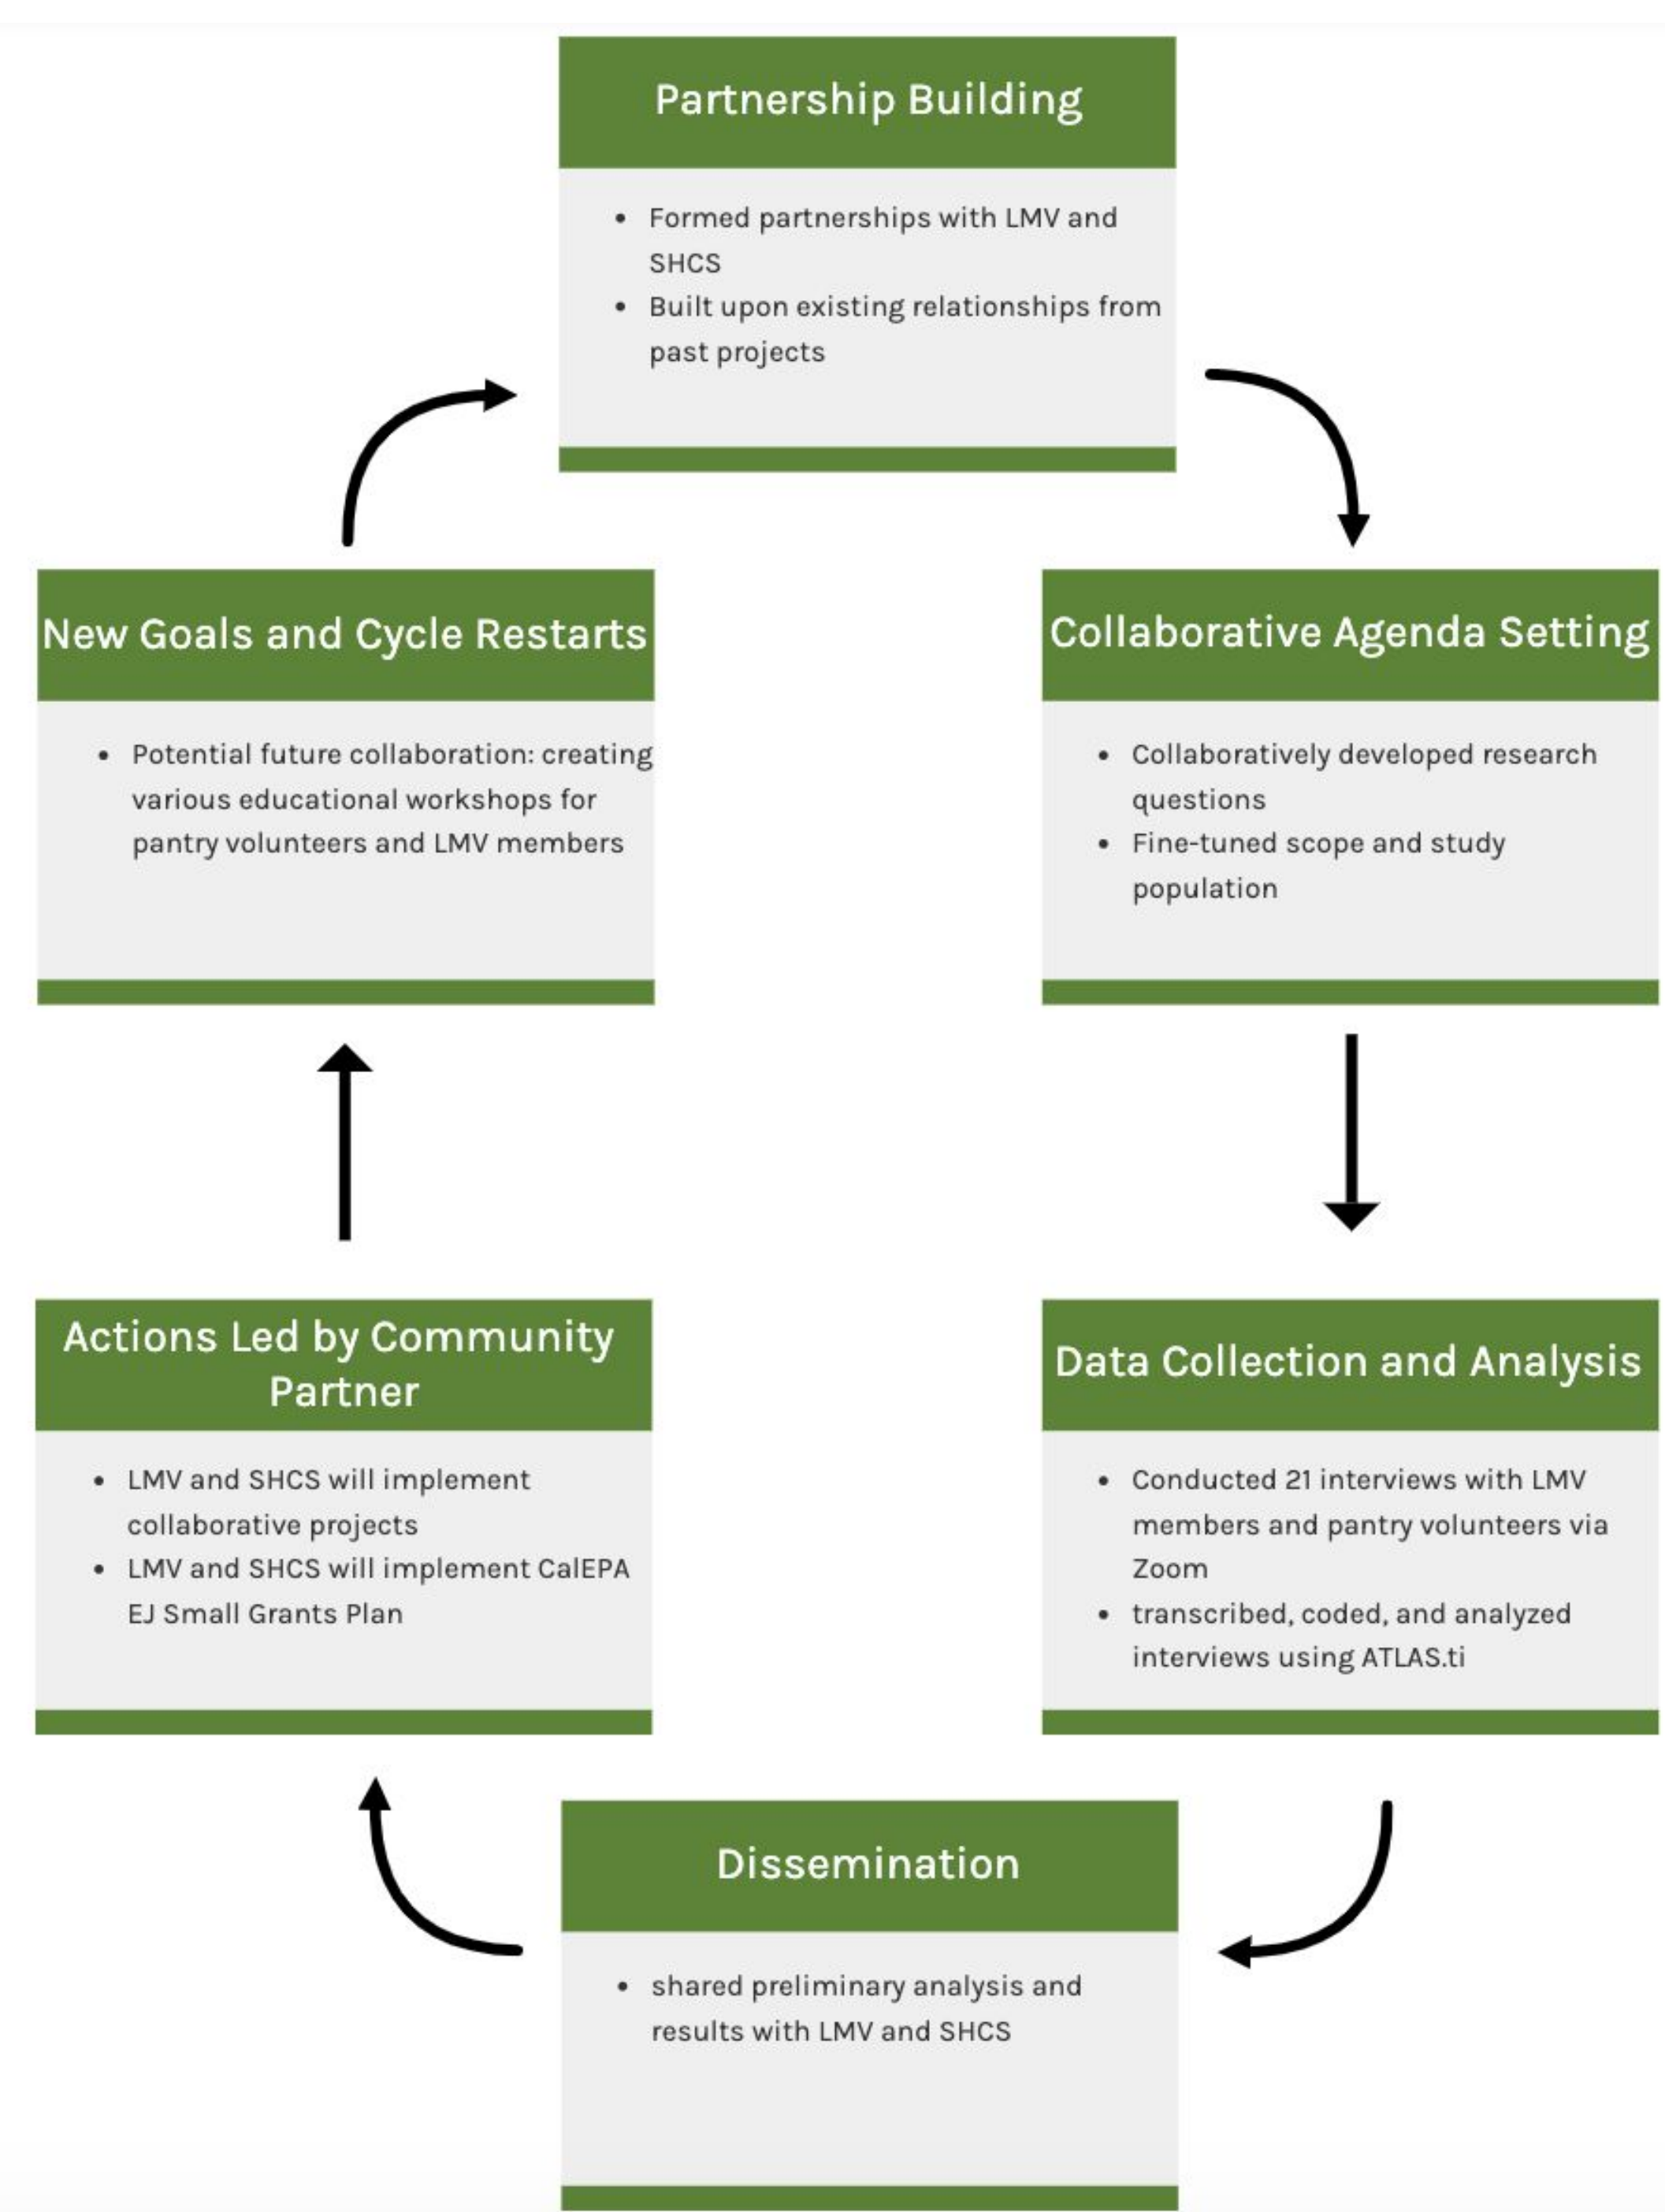 Partnership Building
• Formed partnerships with LMV and
SHCS
• Built upon existing relationships from
past projects
Collaborative Agenda Setting
• Collaboratively developed research
questions
• Fine-tuned scope and study
population
Data Collection and Analysis
• Conducted 21 interviews with LMV
members and pantry volunteers via
Zoom
• transcribed, coded, and analyzed
interviews using ATLAS.ti
Dissemination
• shared preliminary analysis and
results with LMV and SHCS
Actions Led by Community
Partner
• LMV and SHCS will implement
collaborative projects
• LMV and SHCS will implement CalEPA
EJ Small Grants Plan
New Goals and Cycle Restarts
• Potential future collaboration: creating
various educational workshops for
pantry volunteers and LMV members